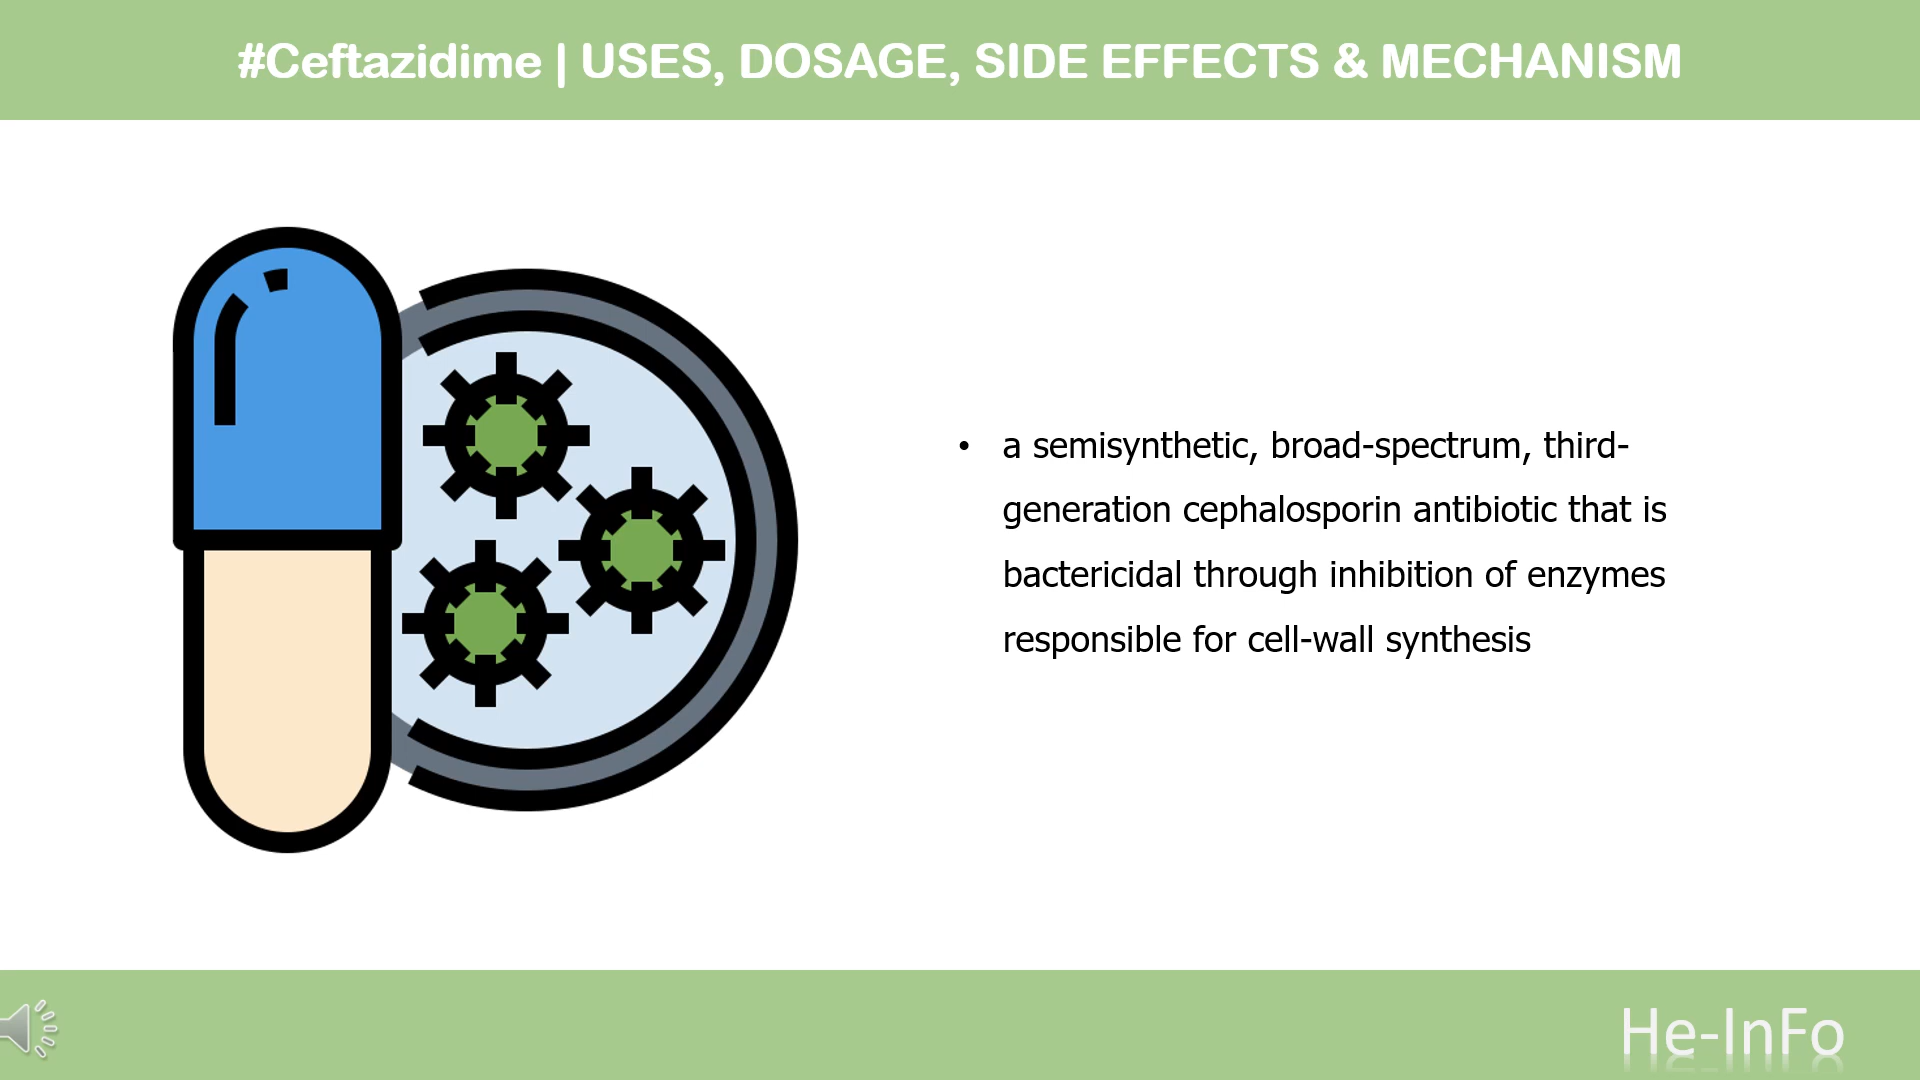 #Ceftazidime | USES, DOSAGE, SIDE EFFECTS & MECHANISM
• a semisynthetic, broad-spectrum, third-
generation cephalosporin antibiotic that is
bactericidal through inhibition of enzymes
responsible for cell-wall synthesis
He-InFo